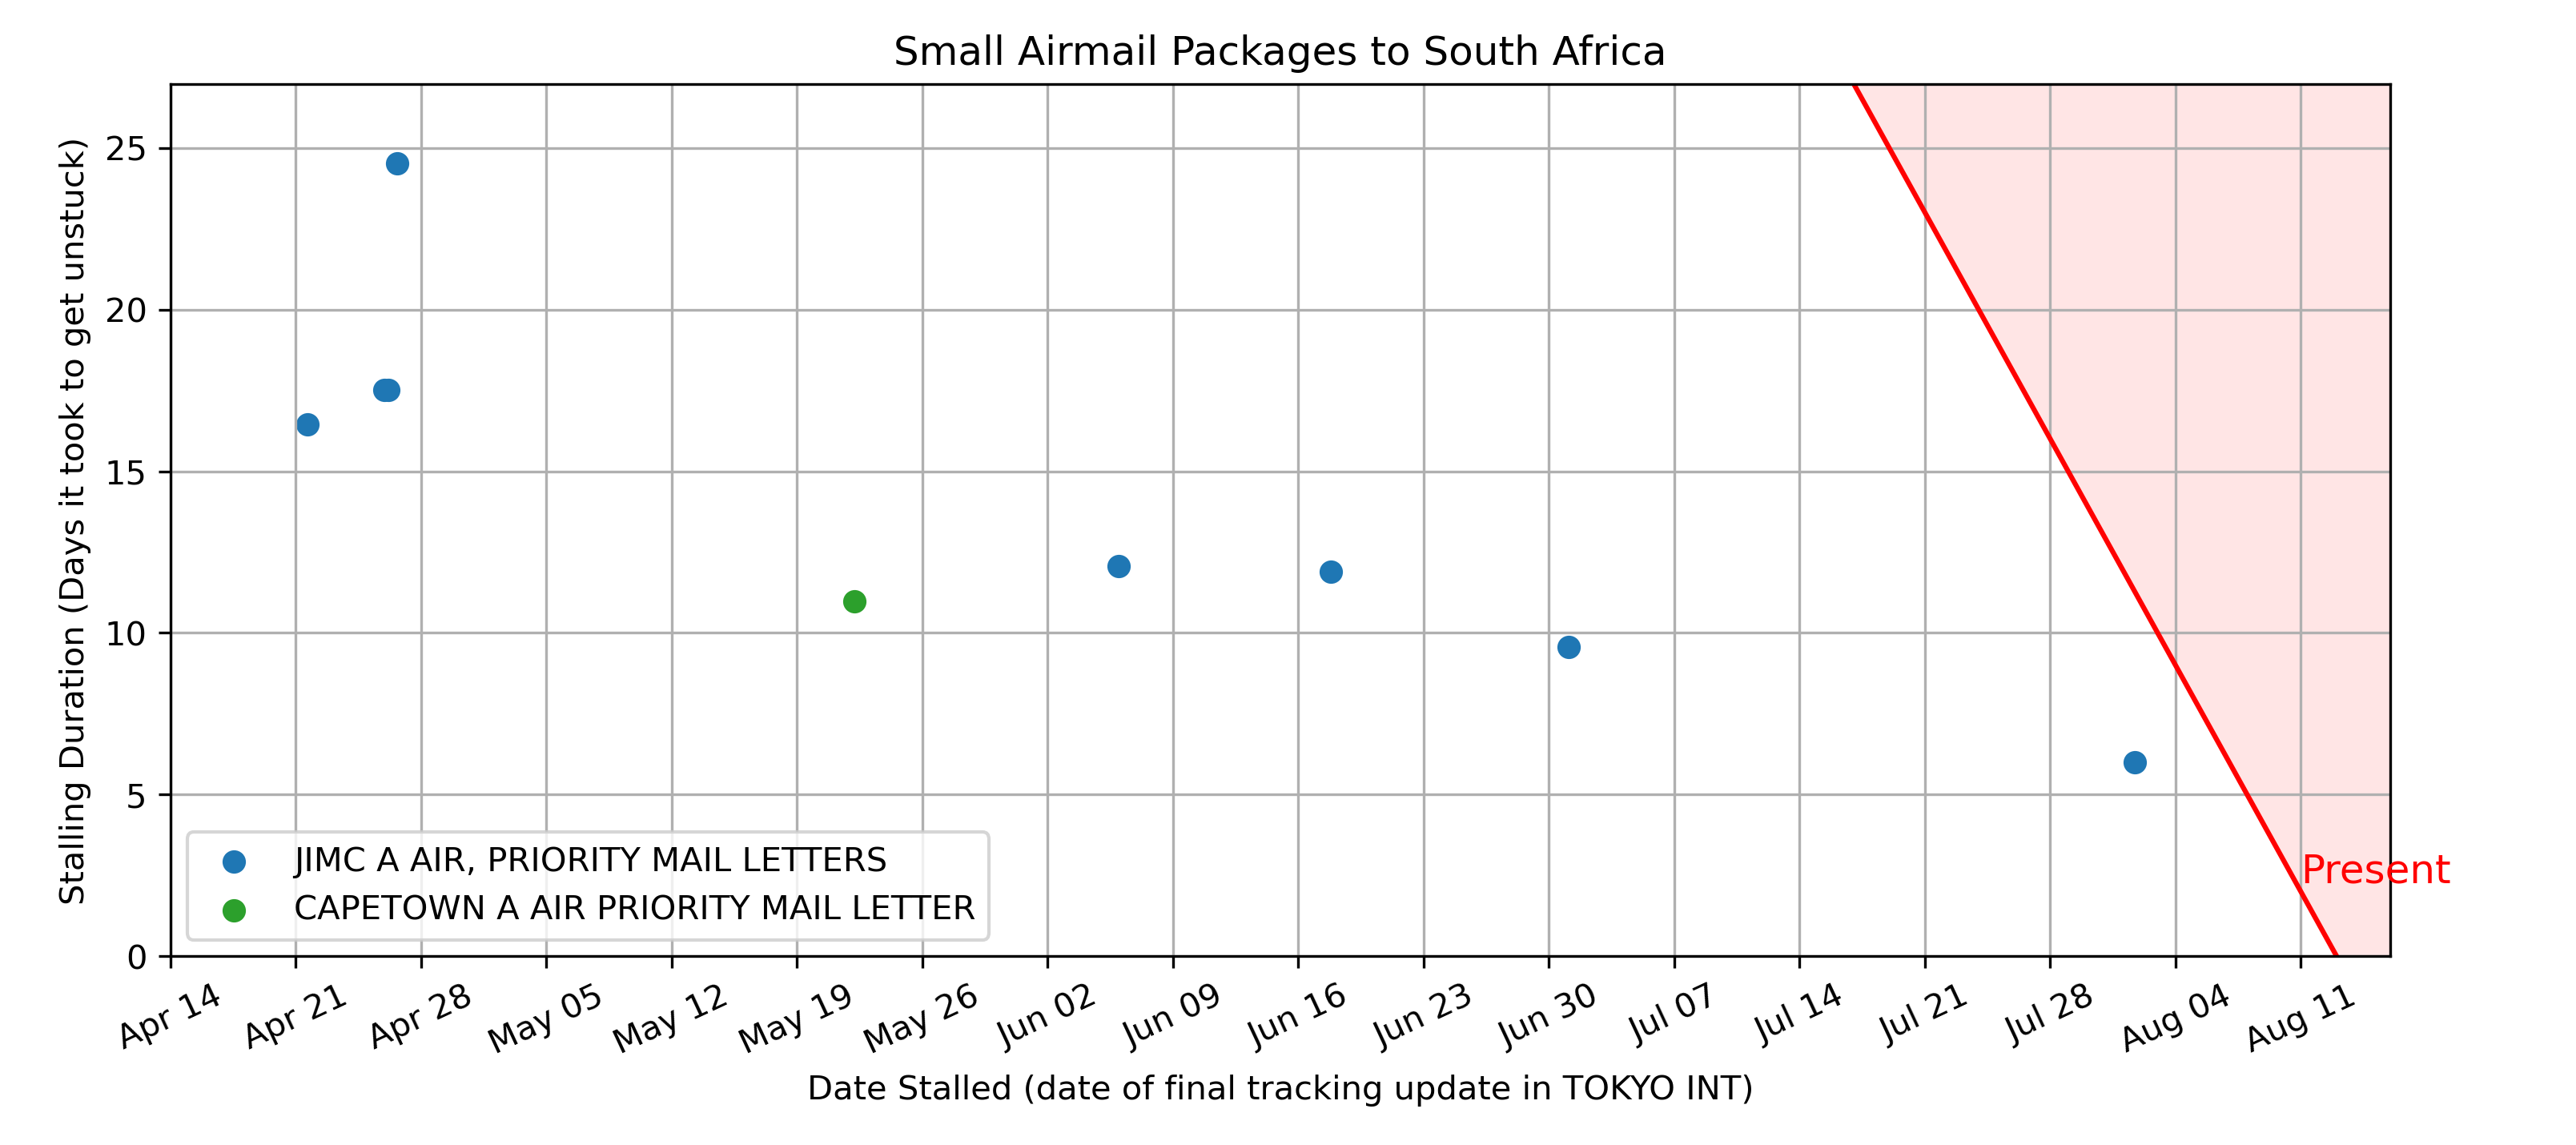 Small Airmail Packages to South Africa
Stalling Duration (Days it took to get unstuck)
25
20
15
10
5
0
JIMC A AIR, PRIORITY MAIL LETTERS
CAPETOWN A AIR PRIORITY MAIL LETTER
Present
Apr 14
Apr 21
Apr 28
May 05
May 12
May 19
May 26
Jun 02
Jun 09
Jun 16
Jun 23
Jun 30
Jul 07
Jul 14
Jul 21
Jul 28
Aug 04
Aug 11
Date Stalled (date of final tracking update in TOKYO INT)